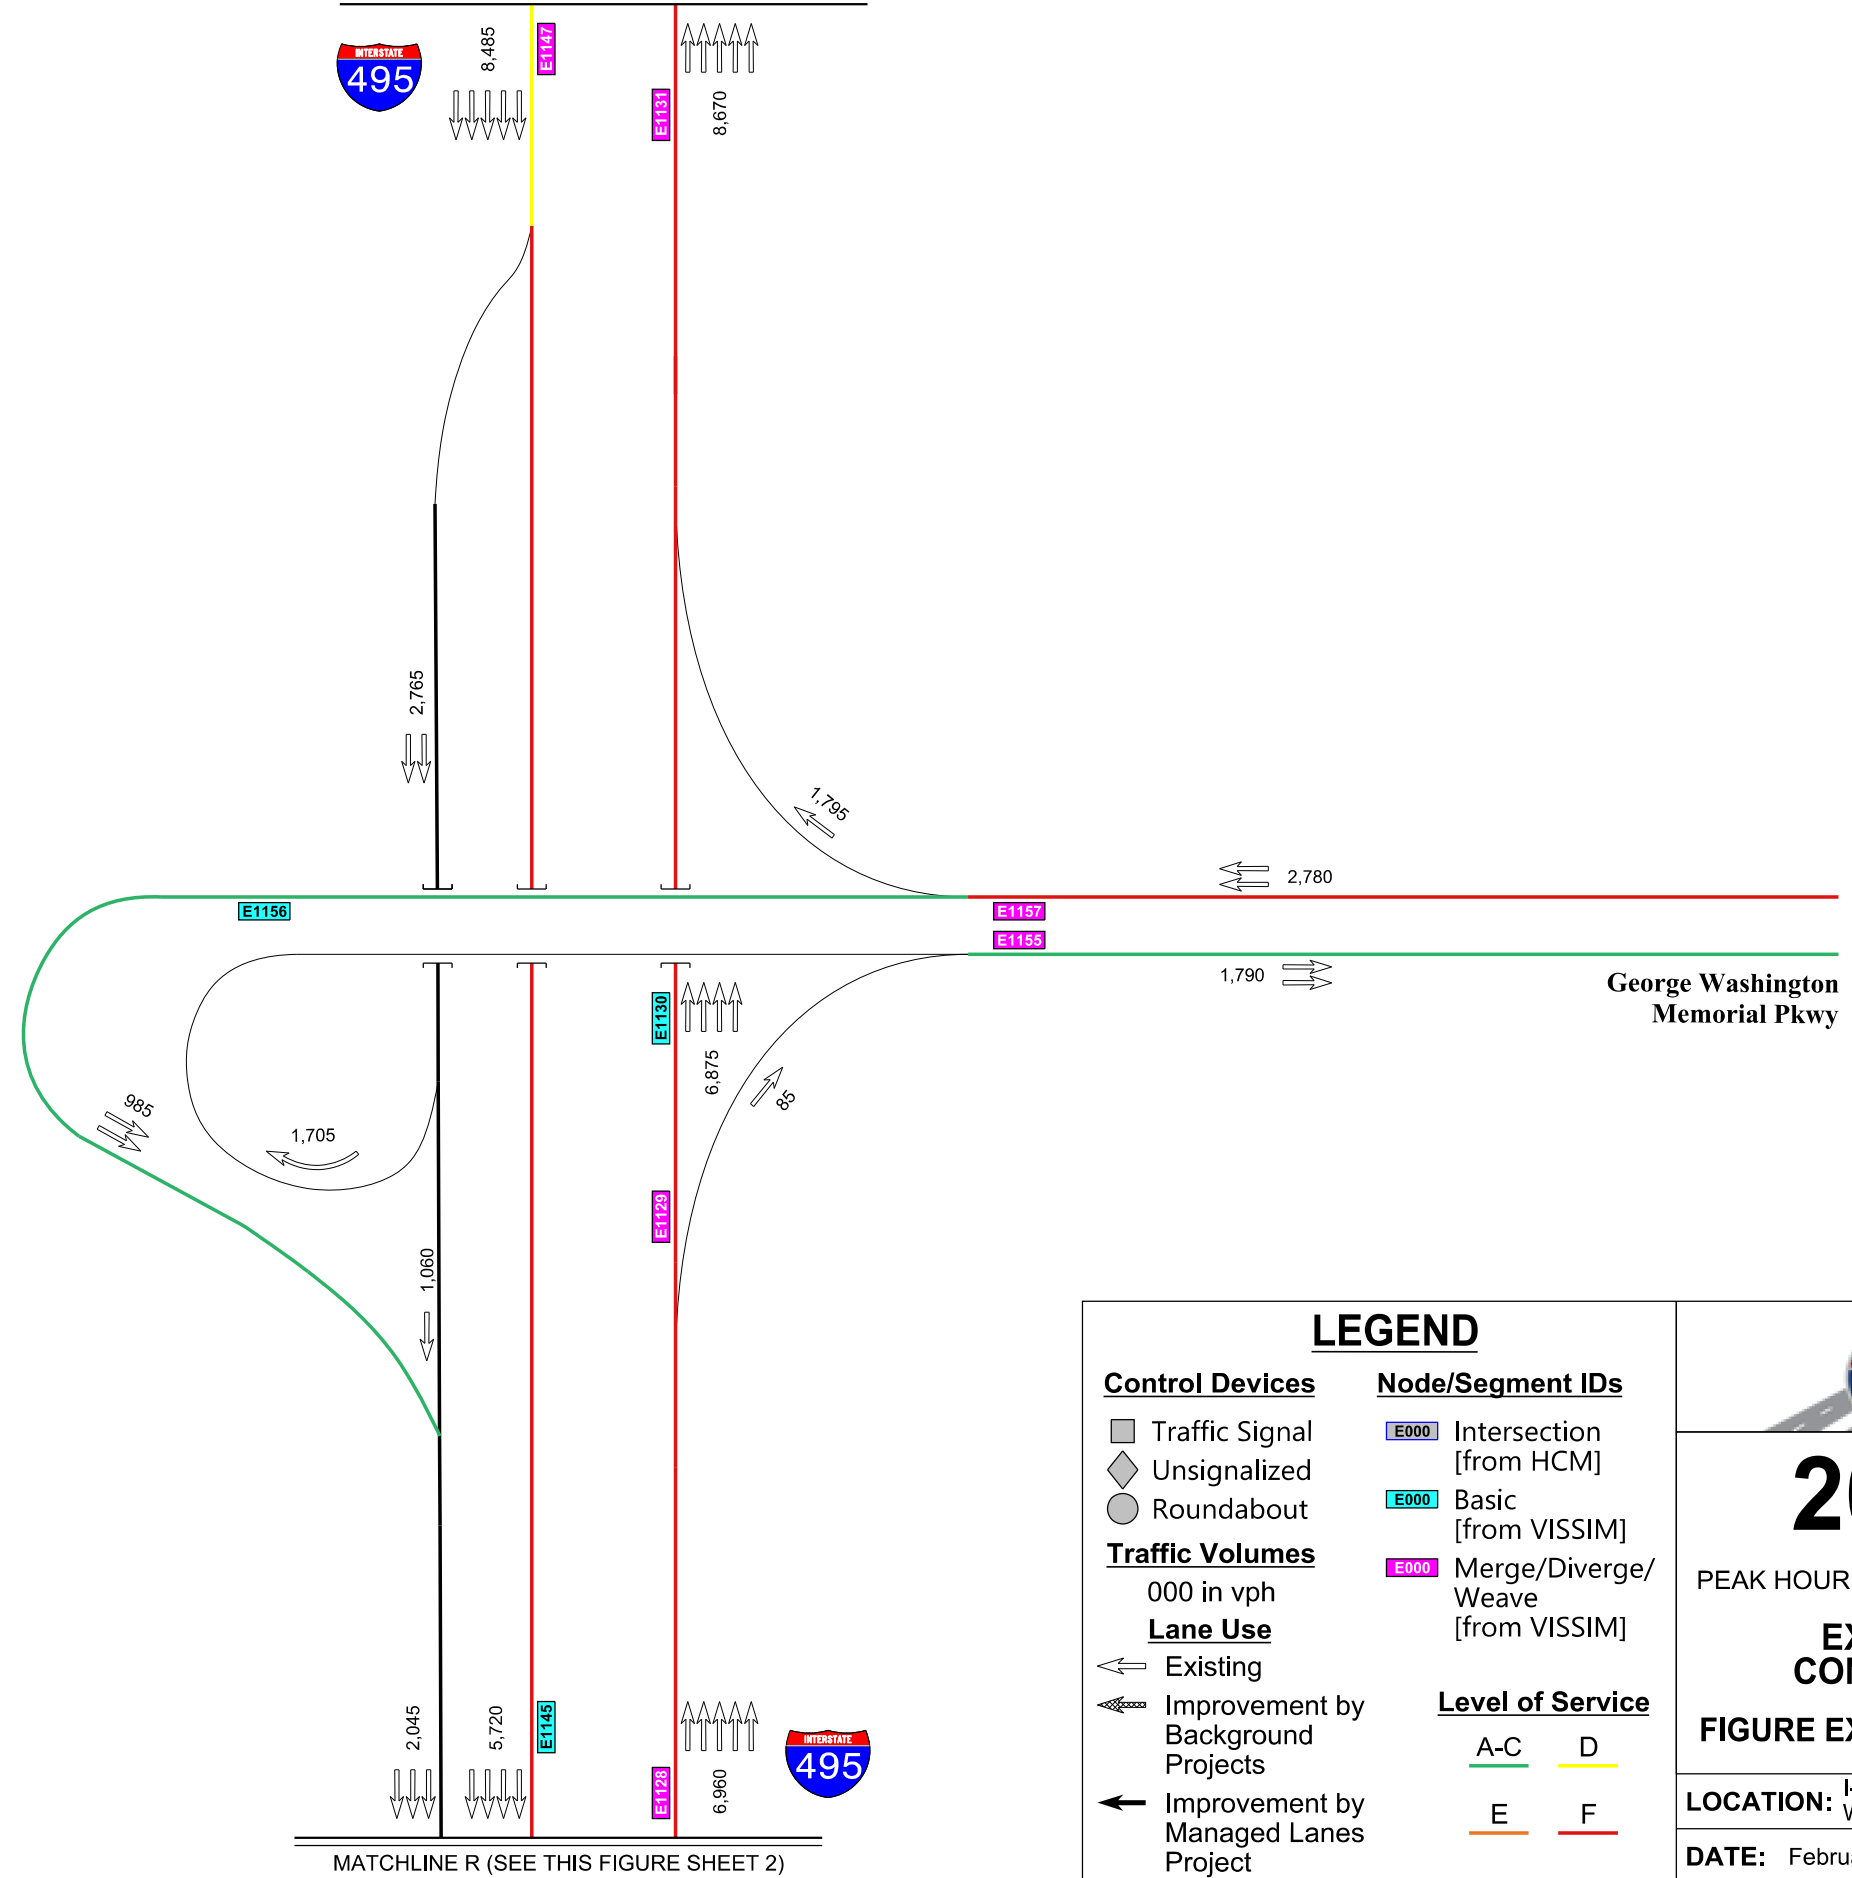 INTERSTATE
495
8,485
E1147
E1131
8,670
2,765
1,795
2,780
E1156
E1157
E1155
1,790
George Washington
Memorial Pkwy
E1130
6,875
85
985
1,705
E1129
1,060
2,045
5,720
E1145
E1128
6,960
INTERSTATE
495
MATCHLINE R (SEE THIS FIGURE SHEET 2)
LEGEND
Control Devices
Traffic Signal
Unsignalized
Roundabout
Traffic Volumes
000 in vph
Lane Use
Existing
Improvement by
Background
Projects
Improvement by
Managed Lanes
Project
Node/Segment IDs
E000 Intersection
[from HCM]
E000 Basic
[from VISSIM]
E000 Merge/Diverge/
Weave
[from VISSIM]
Level of Service
A-C D
E F
PEAK HOUR
FIGURE
LOCATION:
DATE: